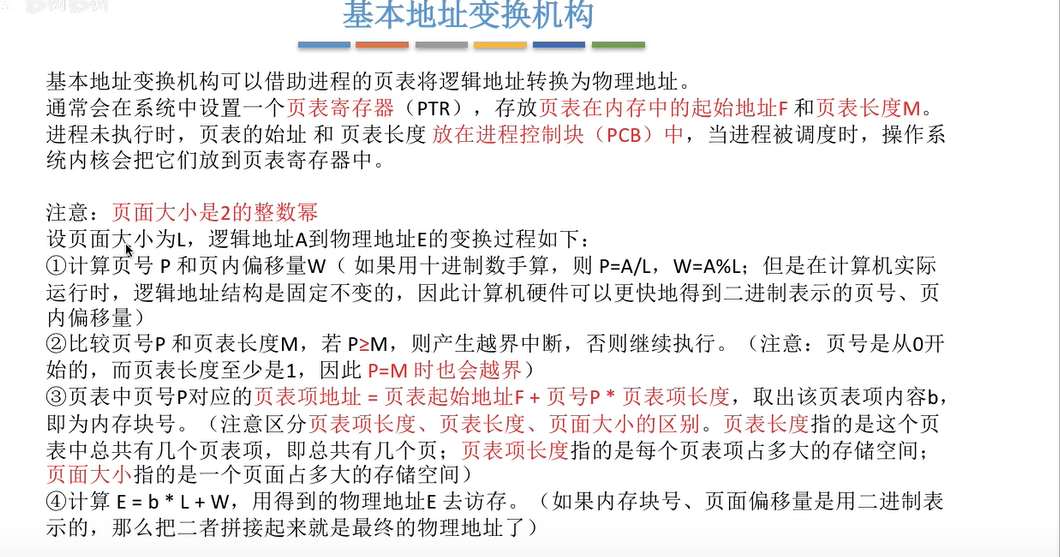 基本地址变换机构
基本地址变换机构可以借助进程的页表将逻辑地址转换为物理地址。
通常会在系统中设置一个页表寄存器（PTR），存放页表在内存中的起始地址F 和页表长度M。
进程未执行时，页表的始址 和 页表长度 放在进程控制块（PCB）中，当进程被调度时，操作系
统内核会把它们放到页表寄存器中。
注意：页面大小是2的整数幂
设页面大小为L，逻辑地址A到物理地址E的变换过程如下：
①计算页号 P 和页内偏移量W（ 如果用十进制数手算，则 P=A/L，W=A%L；但是在计算机实际
运行时，逻辑地址结构是固定不变的，因此计算机硬件可以更快地得到二进制表示的页号、页
内偏移量）
②比较页号P 和页表长度M，若 P≥M，则产生越界中断，否则继续执行。（注意：页号是从0开
始的，而页表长度至少是1，因此 P=M 时也会越界）
③页表中页号P对应的页表项地址 = 页表起始地址F + 页号P * 页表项长度，取出该页表项内容b，
即为内存块号。（注意区分页表项长度、页表长度、页面大小的区别。页表长度指的是这个页
表中总共有几个页表项，即总共有几个页；页表项长度指的是每个页表项占多大的存储空间；
页面大小指的是一个页面占多大的存储空间）
④计算 E = b * L + W，用得到的物理地址E 去访存。（如果内存块号、页面偏移量是用二进制表
示的，那么把二者拼接起来就是最终的物理地址了）